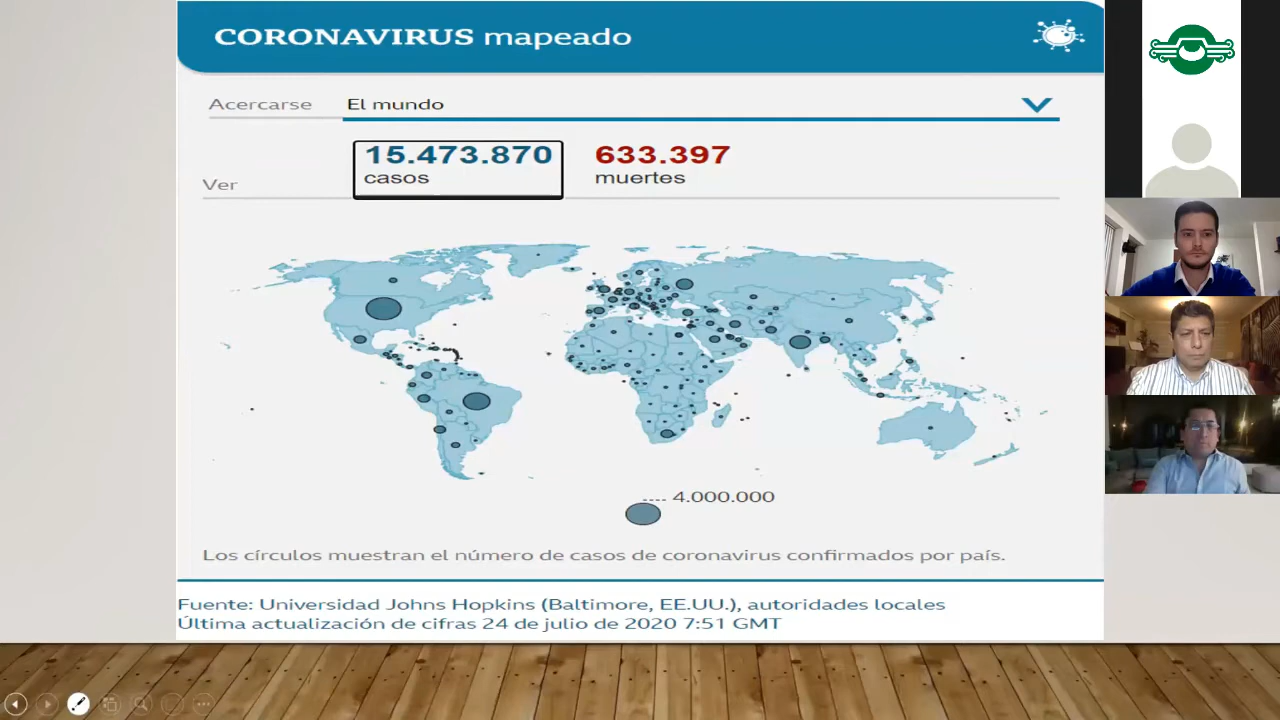 CORONAVIRUS mapeado
Acercarse El mundo
15.473.870 633.397
casos muertes
Ver
4.000.000
Los círculos muestran el número de casos de coronavirus confirmados por país.
Fuente: Universidad Johns Hopkins (Baltimore, EE.UU.), autoridades locales
Última actualización de cifras 24 de julio de 2020 7:51 GMT